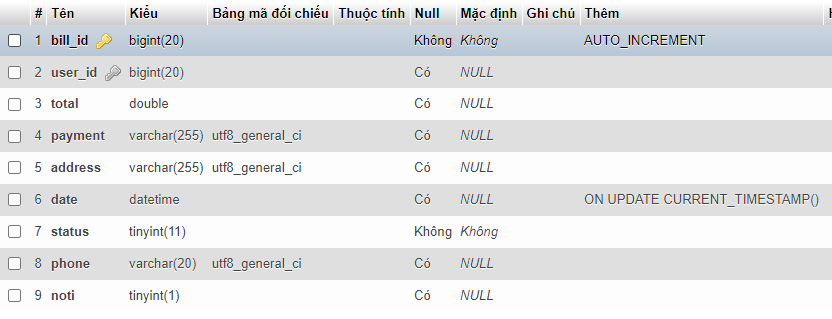 # Tên Kiểu Bảng mã đối chiếu Thuộc tính Null Mặc định Ghi chú Thêm
1 bill_id bigint(20) Không Không AUTO_INCREMENT
2 user_id bigint(20) Có NULL
3 total double Có NULL
4 payment varchar(255) utf8_general_ci Có NULL
5 address varchar(255) utf8_general_ci Có NULL
6 date datetime Có NULL ON UPDATE CURRENT_TIMESTAMP()
7 status tinyint(11) Không Không
8 phone varchar(20) utf8_general_ci Có NULL
9 noti tinyint(1) Có NULL